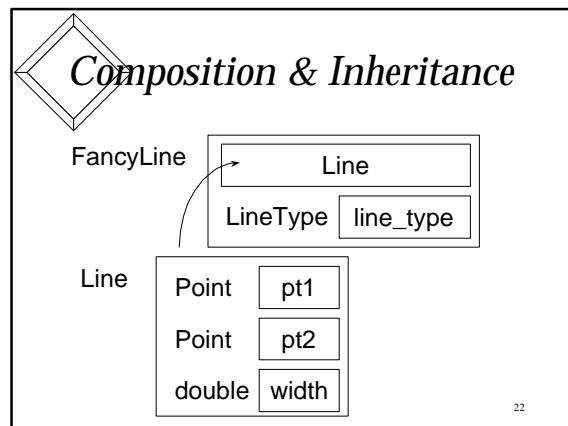 Composition & Inheritance
FancyLine
Line
LineType line_type
Line
Point pt1
Point pt2
double width
22